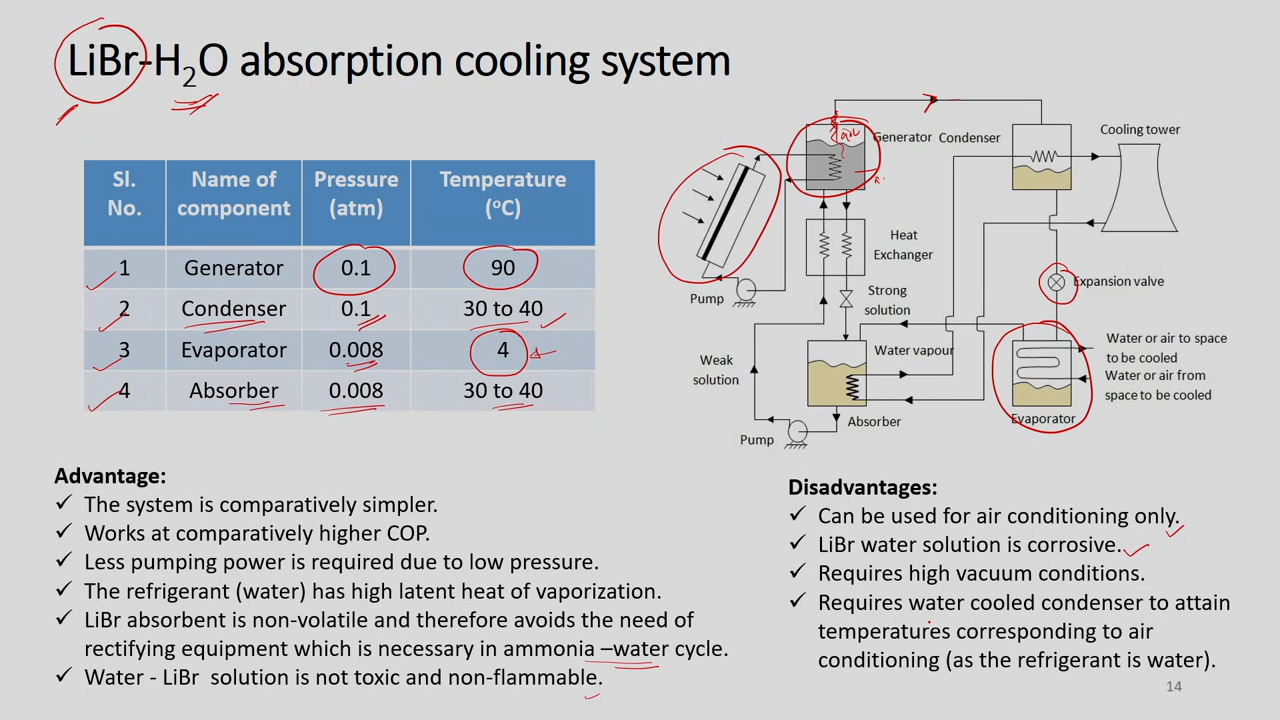 LiBr-H2O absorption cooling system
Sl. No. Name of component Pressure (atm) Temperature (°C)
1 Generator 0.1 90
2 Condenser 0.1 30 to 40
3 Evaporator 0.008 4
4 Absorber 0.008 30 to 40
Generator Condenser
Cooling tower
Heat
Exchanger
Pump
Strong
solution
Expansion valve
Weak
solution
Water vapour
Water or air to space
to be cooled
Water or air from
space to be cooled
Absorber
Evaporator
Pump
Advantage:
✓ The system is comparatively simpler.
✓ Works at comparatively higher COP.
✓ Less pumping power is required due to low pressure.
✓ The refrigerant (water) has high latent heat of vaporization.
✓ LiBr absorbent is non-volatile and therefore avoids the need of
rectifying equipment which is necessary in ammonia –water cycle.
✓ Water - LiBr solution is not toxic and non-flammable.
Disadvantages:
✓ Can be used for air conditioning only.
✓ LiBr water solution is corrosive.
✓ Requires high vacuum conditions.
✓ Requires water cooled condenser to attain
temperatures corresponding to air
conditioning (as the refrigerant is water).
14